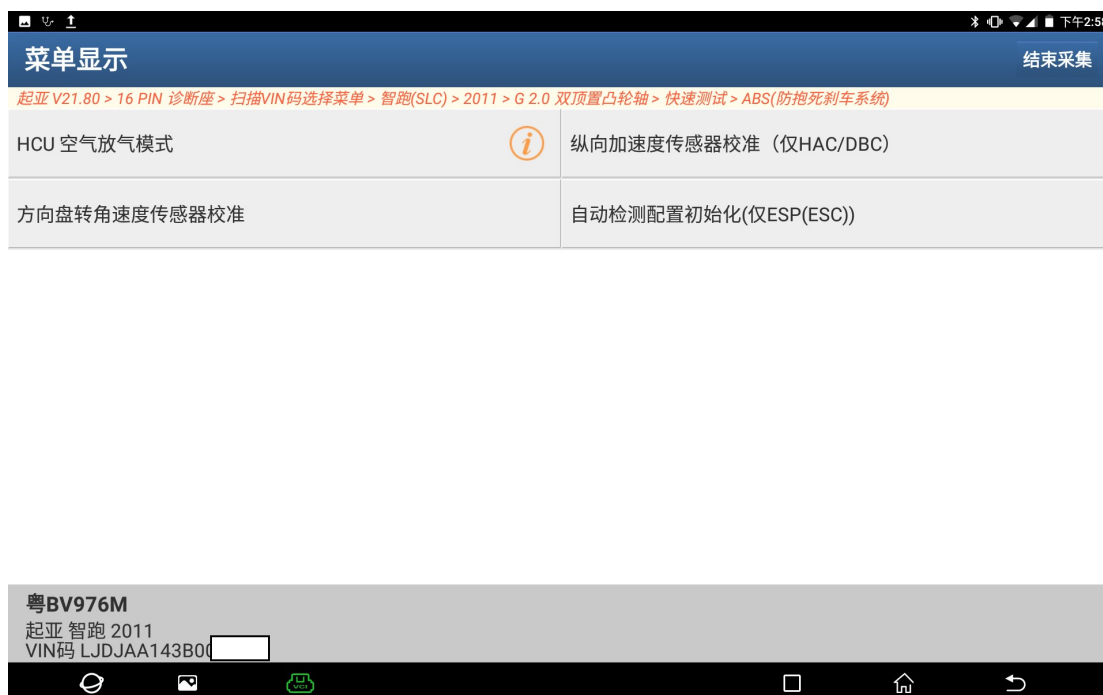 下午2:58
菜单显示
结束采集
起亚 V21.80 > 16 PIN 诊断座 > 扫描VIN码选择菜单 > 智跑(SLC) > 2011 > G 2.0 双顶置凸轮轴 > 快速测试 > ABS(防抱死刹车系统)
HCU 空气放气模式
纵向加速度传感器校准（仅HAC/DBC）
方向盘转角速度传感器校准
自动检测配置初始化(仅ESP(ESC))
粤BV976M
起亚 智跑 2011
VIN码 LJDJAA143B00
VCI